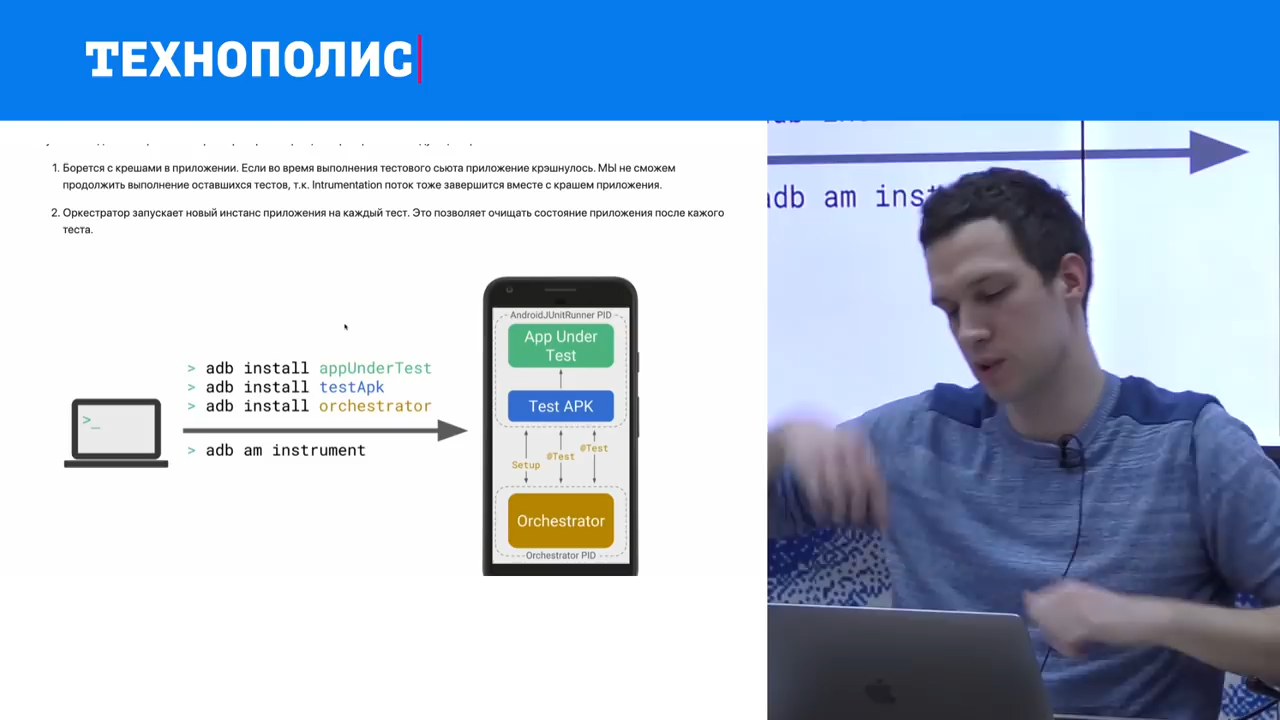 ТЕХНОПОЛИС
1. Борется с крешами в приложении. Если во время выполнения тестового сьюта приложение крэшнулось. МЫ не сможем
продолжить выполнение оставшихся тестов, т.к. Intrumentation поток тоже завершится вместе с крашем приложения.
2. Оркестратор запускает новый инстанс приложения на каждый тест. Это позволяет очищать состояние приложения после кажого
теста.
> adb install appUnderTest
> adb install testApk
> adb install orchestrator
> adb am instrument
>_
AndroidJUnitRunner PID
App Under
Test
Test APK
Setup
@Test
@Test
Orchestrator
Orchestrator PID
adb am inst